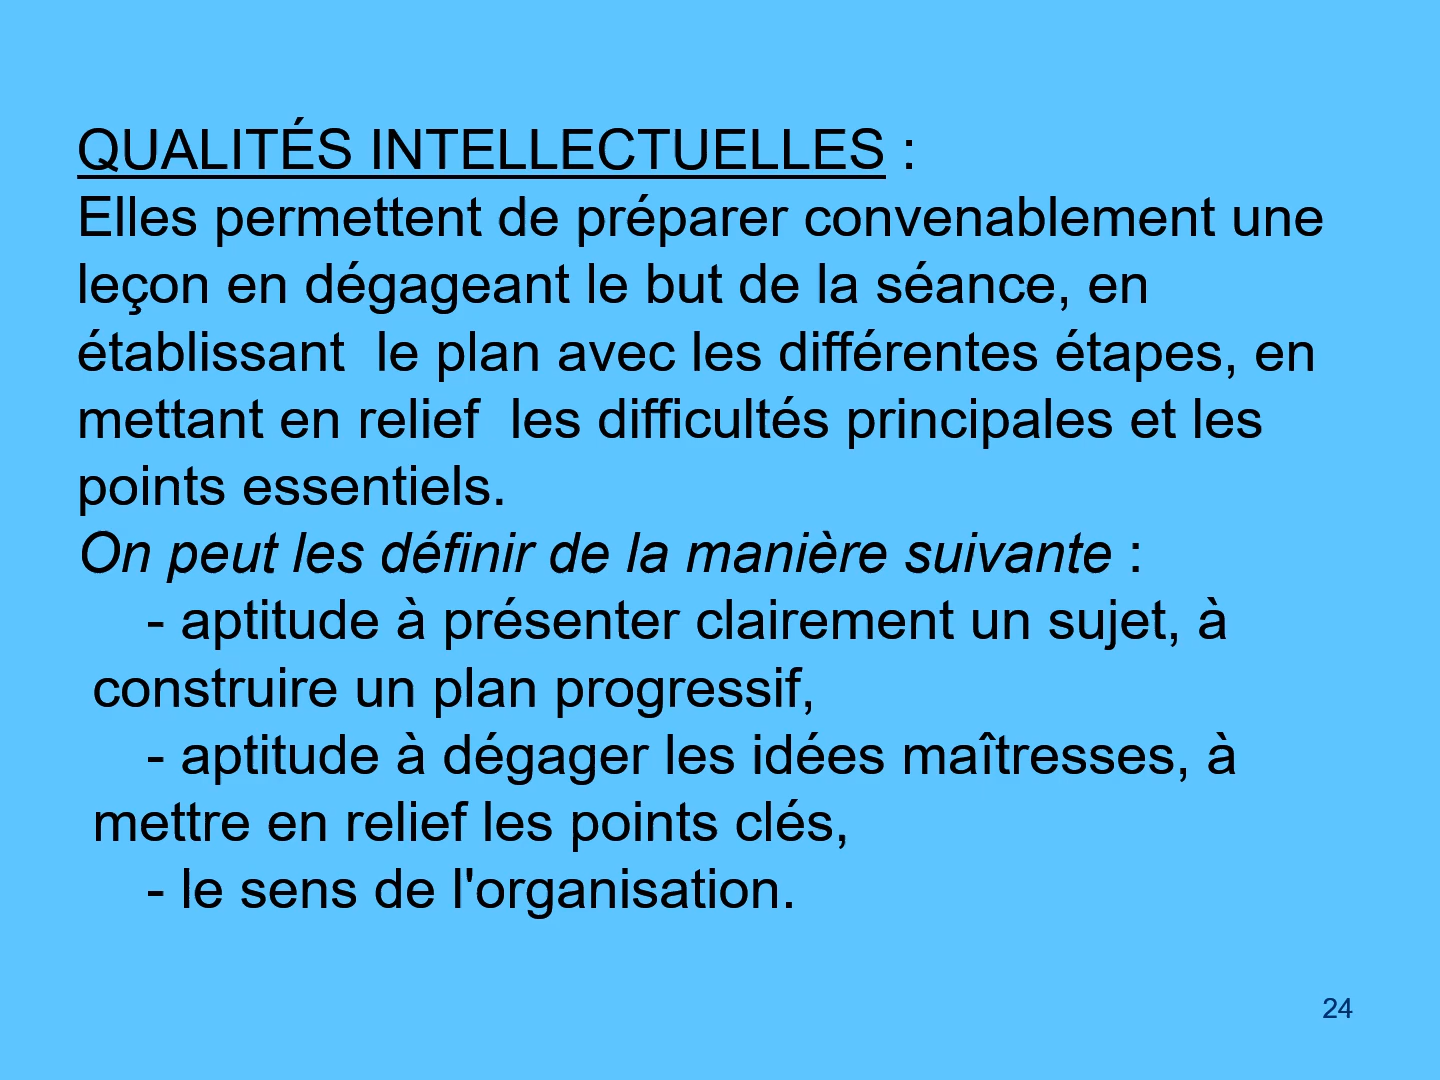 QUALITÉS INTELLECTUELLES :
Elles permettent de préparer convenablement une
leçon en dégageant le but de la séance, en
établissant  le plan avec les différentes étapes, en
mettant en relief  les difficultés principales et les
points essentiels.
On peut les définir de la manière suivante :
- aptitude à présenter clairement un sujet, à
construire un plan progressif,
- aptitude à dégager les idées maîtresses, à
mettre en relief les points clés,
- le sens de l'organisation.
24